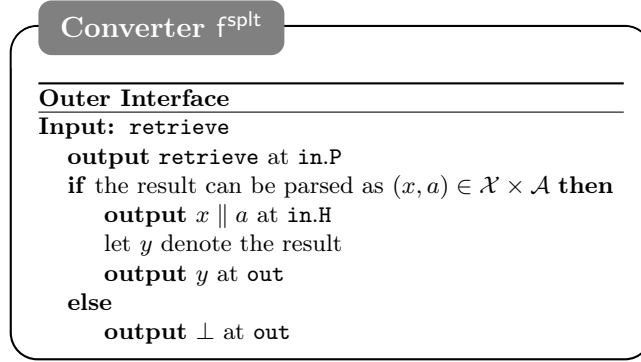 Converter f^splt
Outer Interface
Input: retrieve
output retrieve at in.P
if the result can be parsed as (x, a) ∈ 𝒳 × 𝒜 then
output x ∥ a at in.H
let y denote the result
output y at out
else
output ⊥ at out